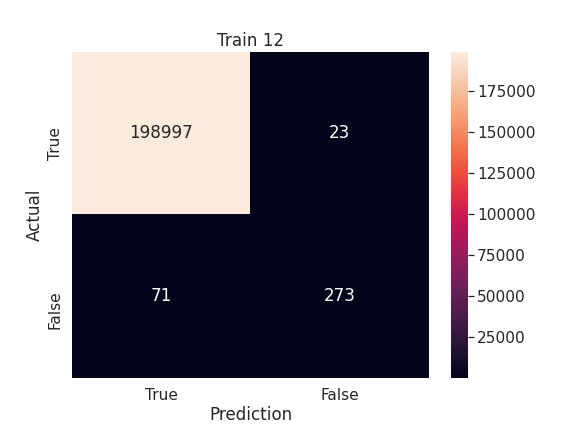 Train 12
True
198997
23
False
71
273
Actual
True
False
Prediction
175000
150000
125000
100000
75000
50000
25000